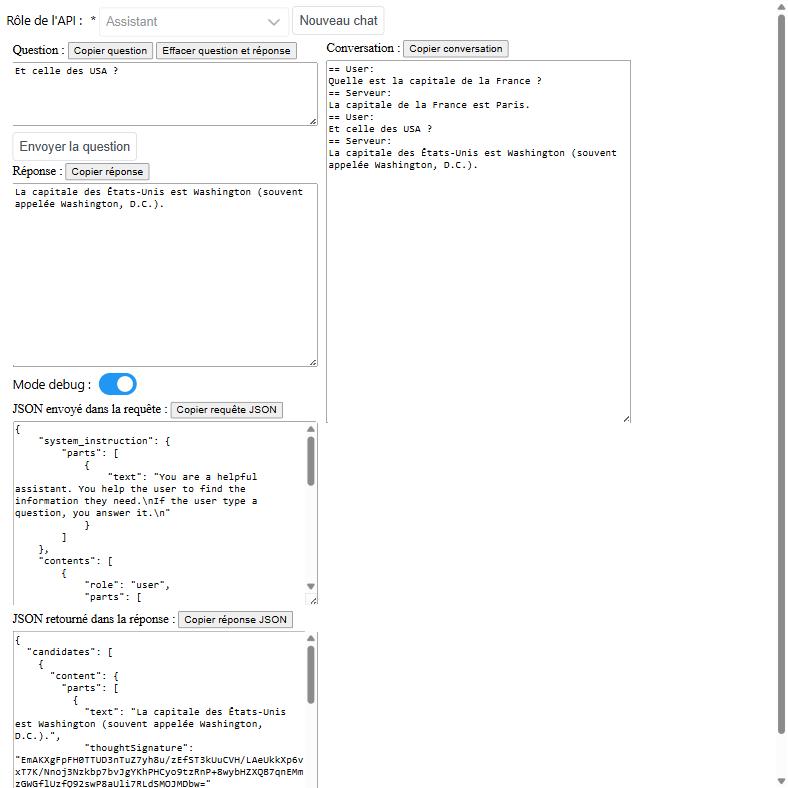 Rôle de l'API : * Assistant Nouveau chat
Question : Copier question Effacer question et réponse
Et celle des USA ?
Envoyer la question
Réponse : Copier réponse
La capitale des États-Unis est Washington (souvent
appelée Washington, D.C.).
Mode debug :
JSON envoyé dans la requête : Copier requête JSON
{
    "system_instruction": {
        "parts": [
            {
                "text": "You are a helpful
assistant. You help the user to find the
information they need.\nIf the user type a
question, you answer it.\n"
            }
        ]
    },
    "contents": [
        {
            "role": "user",
            "parts": [
JSON retourné dans la réponse : Copier réponse JSON
{
  "candidates": [
    {
      "content": {
        "parts": [
          {
            "text": "La capitale des États-Unis
est Washington (souvent appelée Washington,
D.C.).",
            "thoughtSignature":
Conversation : Copier conversation
== User:
Quelle est la capitale de la France ?
== Serveur:
La capitale de la France est Paris.
== User:
Et celle des USA ?
== Serveur:
La capitale des États-Unis est Washington (souvent
appelée Washington, D.C.).